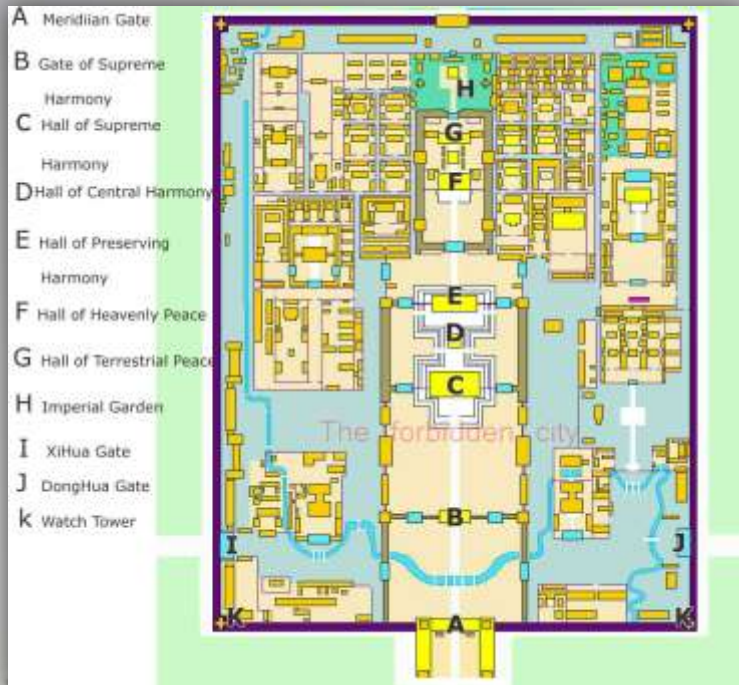 A Meridiian Gate
B Gate of Supreme
Harmony
C Hall of Supreme
Harmony
D Hall of Central Harmony
E Hall of Preserving
Harmony
F Hall of Heavenly Peace
G Hall of Terrestrial Peace
H Imperial Garden
I XiHua Gate
J DongHua Gate
k Watch Tower
H
G
F
E
D
C
The forbidden city
B
I
J
K
K
A